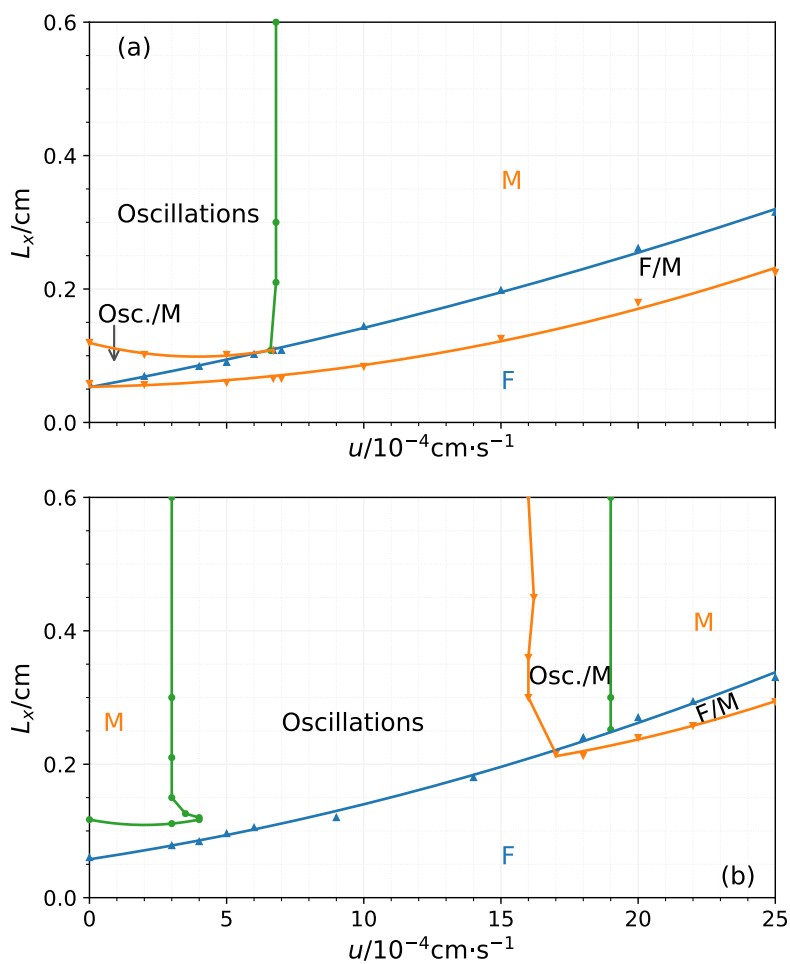 0.6
(a)
0.4
M
Oscillations
L_x/cm
F/M
0.2
Osc./M
F
0.0
u/10⁻⁴cm·s⁻¹
25
0.6
M
0.4
Osc./M
L_x/cm
M
Oscillations
F/M
0.2
F
(b)
0.0
0 5 10 15 20 25
u/10⁻⁴cm·s⁻¹